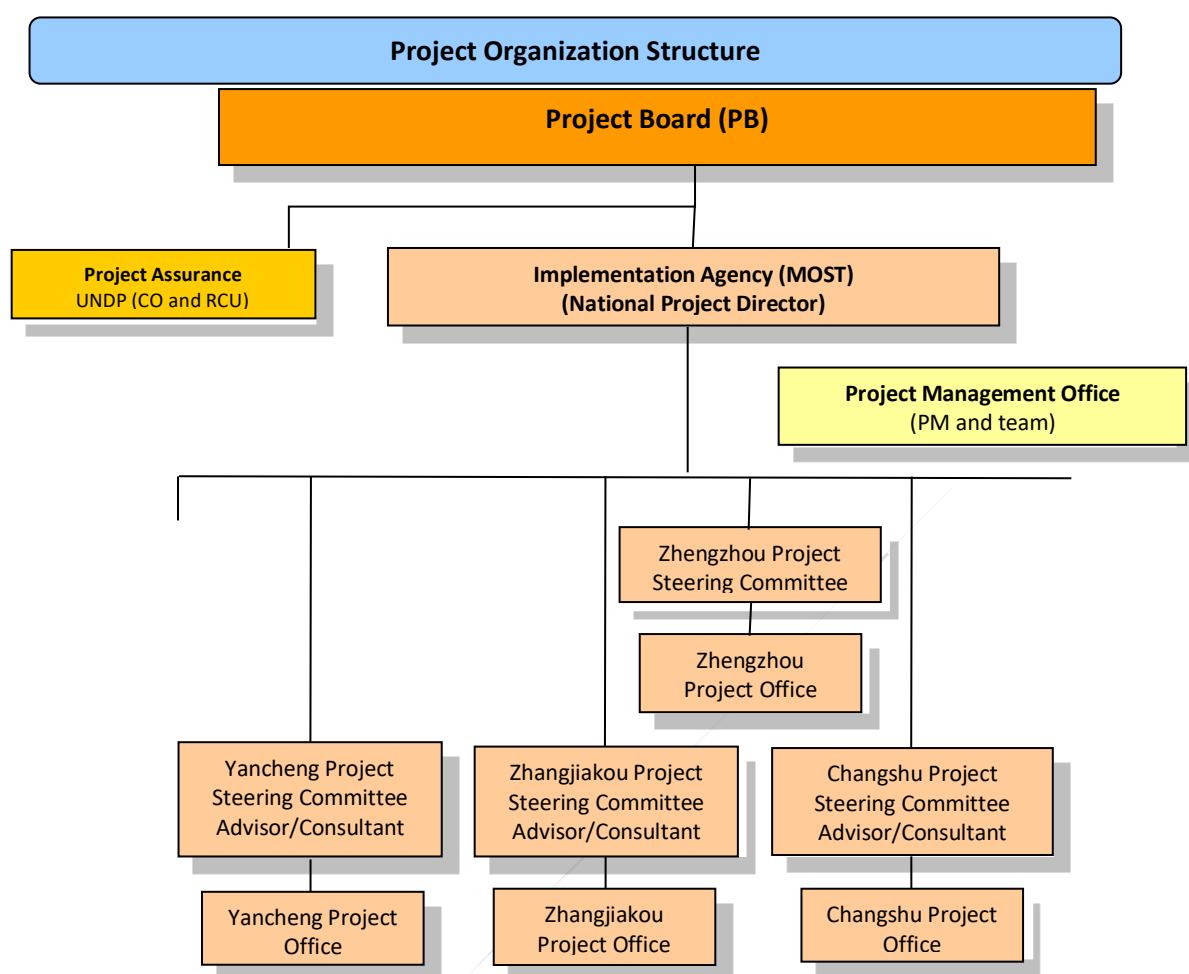 Project Organization Structure
Project Board (PB)
Project Assurance
UNDP (CO and RCU)
Implementation Agency (MOST)
(National Project Director)
Project Management Office
(PM and team)
Zhengzhou Project
Steering Committee
Zhengzhou
Project Office
Yancheng Project
Steering Committee
Advisor/Consultant
Zhangjiakou Project
Steering Committee
Advisor/Consultant
Changshu Project
Steering Committee
Advisor/Consultant
Yancheng Project
Office
Zhangjiakou
Project Office
Changshu Project
Office